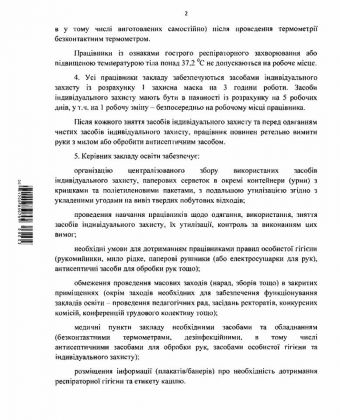 2
в у тому числі виготовлених самостійно) після проведення термометрії
безконтактним термометром.
Працівники із ознаками гострого респіраторного захворювання або
підвищеною температурою тіла понад 37,2 ⁰С не допускаються на робоче місце.
4. Усі працівники закладу забезпечуються засобами індивідуального
захисту із розрахунку 1 захисна маска на 3 години роботи. Засоби
індивідуального захисту мають бути в наявності із розрахунку на 5 робочих
днів, у т.ч. на 1 робочу зміну – безпосередньо на робочому місці працівника.
Після кожного зняття засобів індивідуального захисту та перед одяганням
чистих засобів індивідуального захисту, працівник повинен ретельно вимити
руки з милом або обробити антисептичним засобом.
5. Керівник закладу освіти забезпечує:
організацію централізованого збору використаних засобів
індивідуального захисту, паперових серветок в окремі контейнери (урни) з
кришками та поліетиленовими пакетами, з подальшою утилізацією згідно з
укладеними угодами на вивіз твердих побутових відходів;
проведення навчання працівників щодо одягання, використання, зняття
засобів індивідуального захисту, їх утилізації, контроль за виконанням цих
вимог;
необхідні умови для дотримання працівниками правил особистої гігієни
(рукомийники, мило рідке, паперові рушники (або електросушарки для рук),
антисептичні засоби для обробки рук тощо);
обмеження проведення масових заходів (нарад, зборів тощо) в закритих
приміщеннях (окрім заходів необхідних для забезпечення функціонування
закладів освіти – проведення педагогічних рад, засідань ректоратів, конкурсних
комісій, конференцій трудового колективу тощо);
медичні пункти закладу необхідними засобами та обладнанням
(безконтактними термометрами, дезінфекційними, в тому числі
антисептичними засобами для обробки рук, засобами особистої гігієни та
індивідуального захисту);
розміщення інформації (плакатів/банерів) про необхідність дотримання
респіраторної гігієни та етикету кашлю.